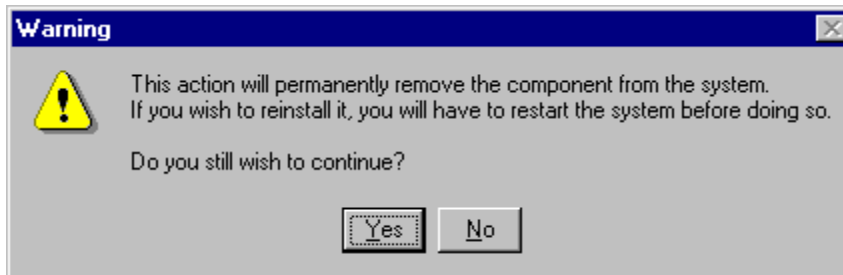 Warning
This action will permanently remove the component from the system.
If you wish to reinstall it, you will have to restart the system before doing so.
Do you still wish to continue?
Yes No